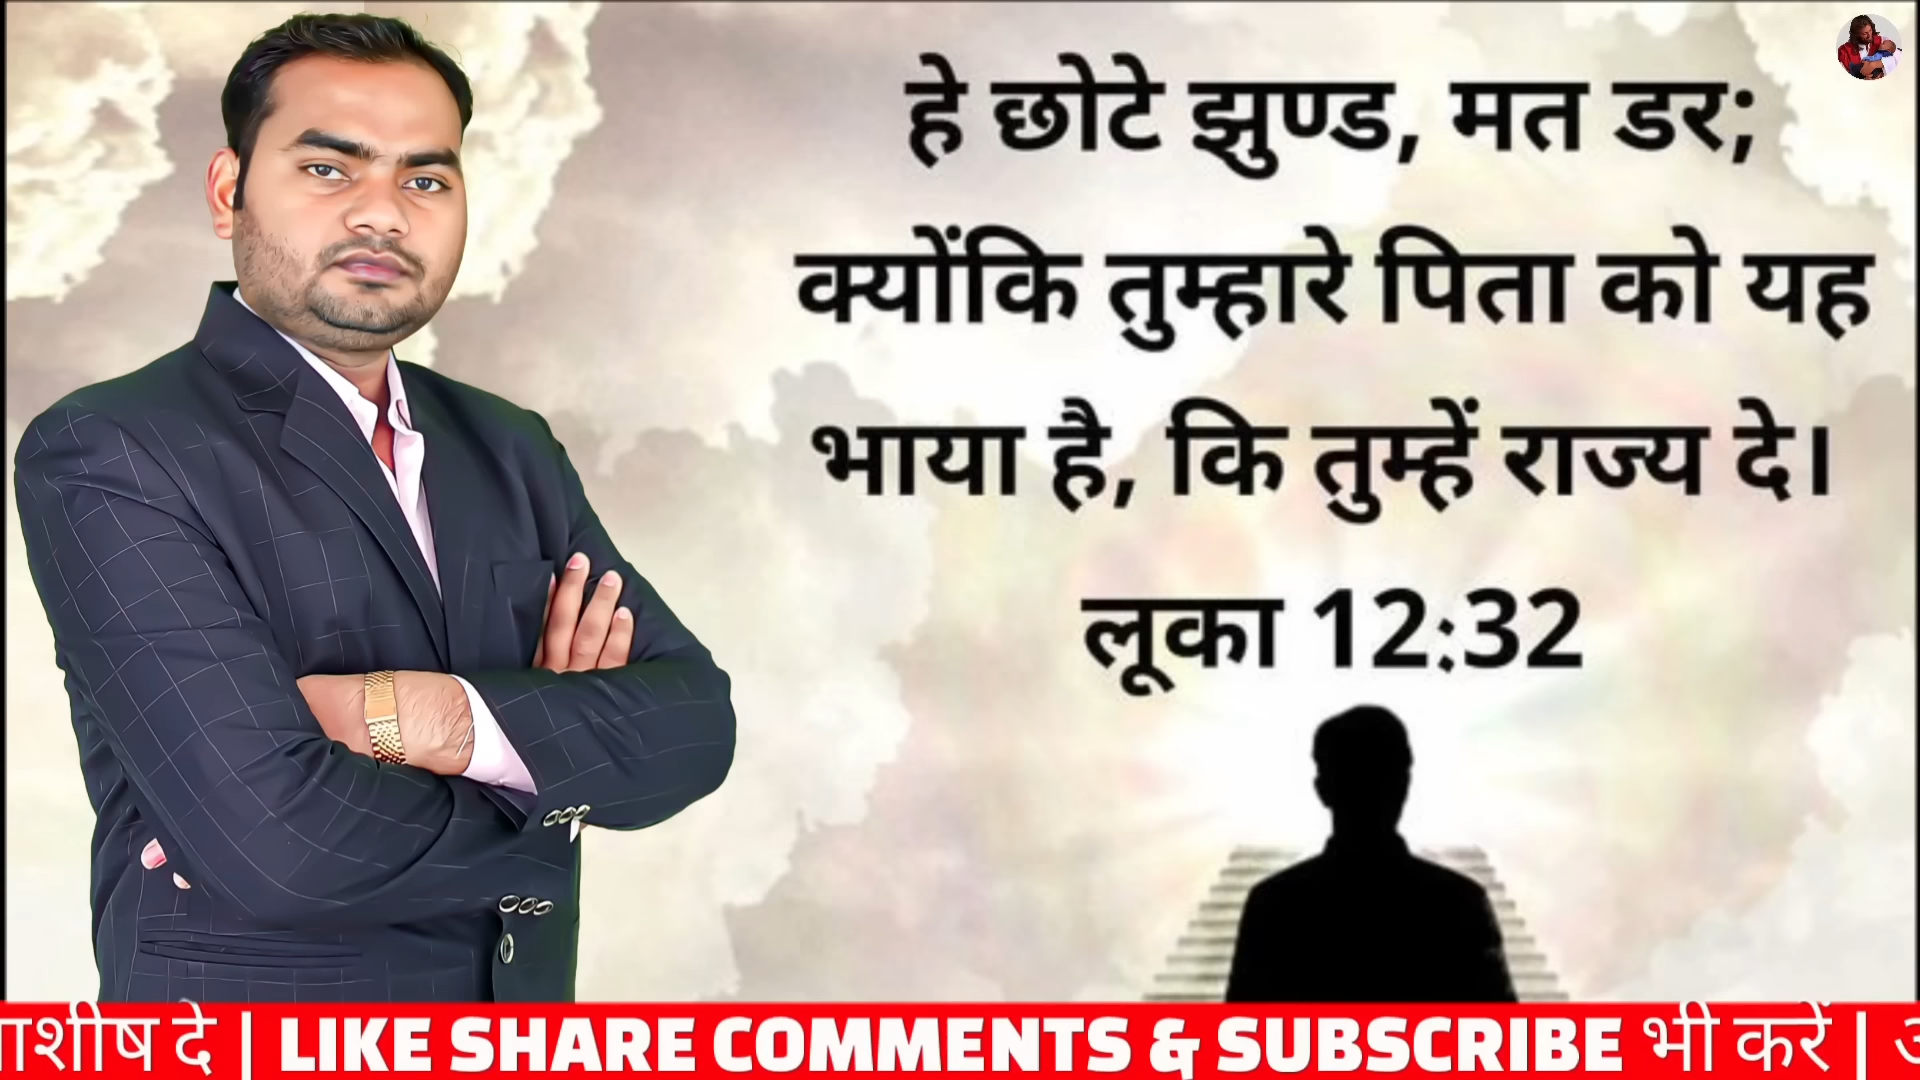 हे छोटे झुण्ड, मत डर;
क्योंकि तुम्हारे पिता को यह
भाया है, कि तुम्हें राज्य दे।
लूका 12:32
दे | LIKE SHARE COMMENTS & SUBSCRIBE भी करें |